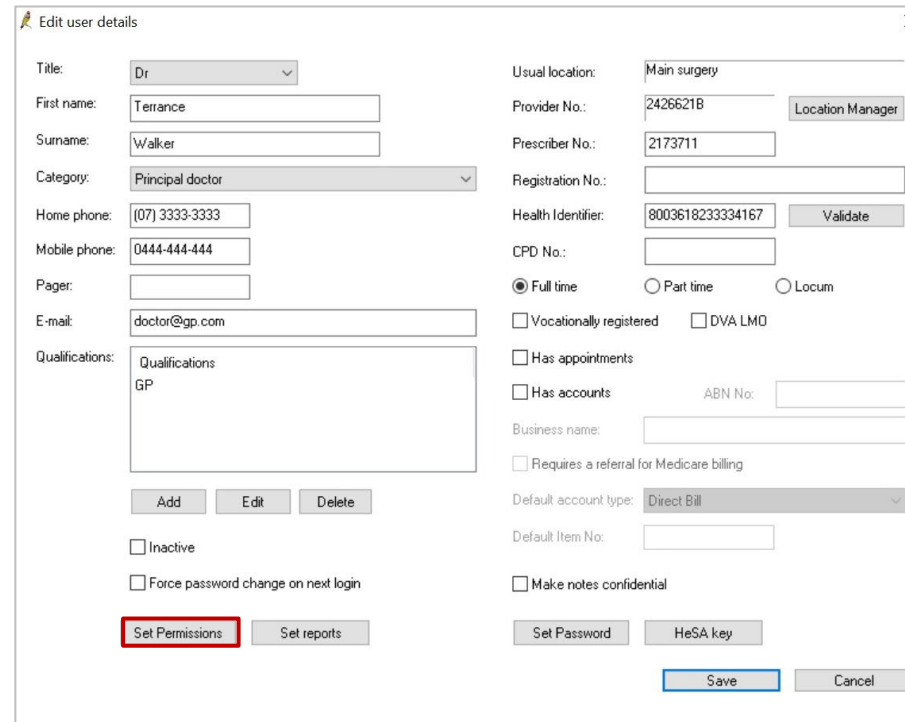 Edit user details
Title: Dr
First name: Terrance
Surname: Walker
Category: Principal doctor
Home phone: (07) 3333-3333
Mobile phone: 0444-444-444
Pager:
E-mail: doctor@gp.com
Qualifications: Qualifications
GP
Add Edit Delete
Inactive
Force password change on next login
Set Permissions Set reports
Usual location: Main surgery
Provider No.: 2426621B Location Manager
Prescriber No.: 2173711
Registration No.:
Health Identifier: 8003618233334167 Validate
CPD No.:
Full time Part time Locum
Vocationally registered DVA LMO
Has appointments
Has accounts ABN No:
Business name:
Requires a referral for Medicare billing
Default account type: Direct Bill
Default Item No:
Make notes confidential
Set Password HeSA key
Save Cancel